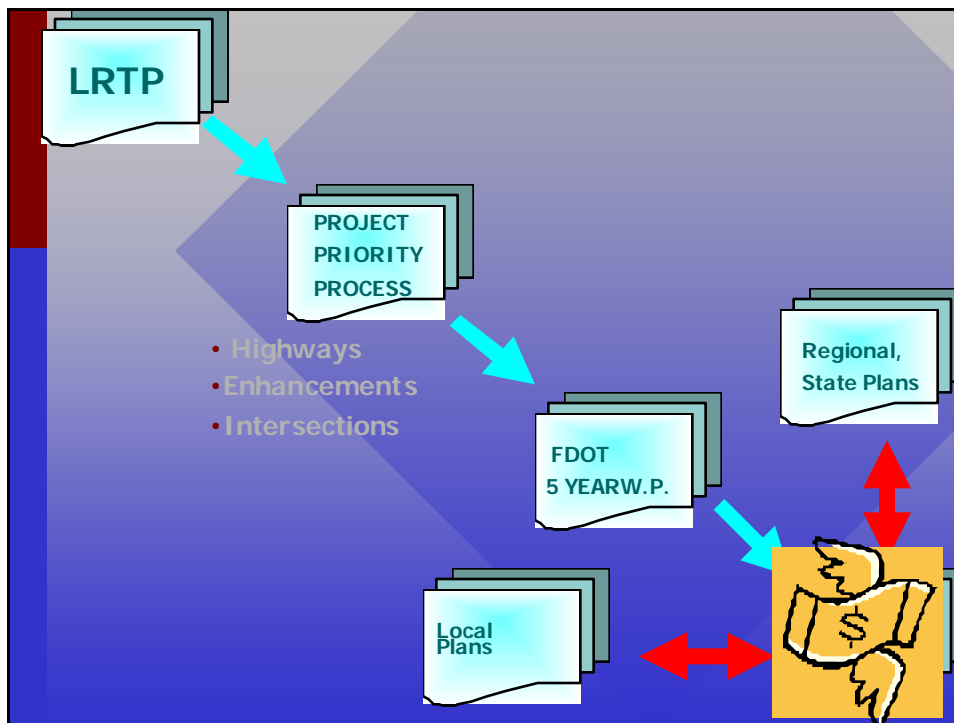 LRTP
PROJECT
PRIORITY
PROCESS
• Highways
• Enhancements
• Intersections
Regional,
State Plans
FDOT
5 YEARW.P.
Local
Plans
$